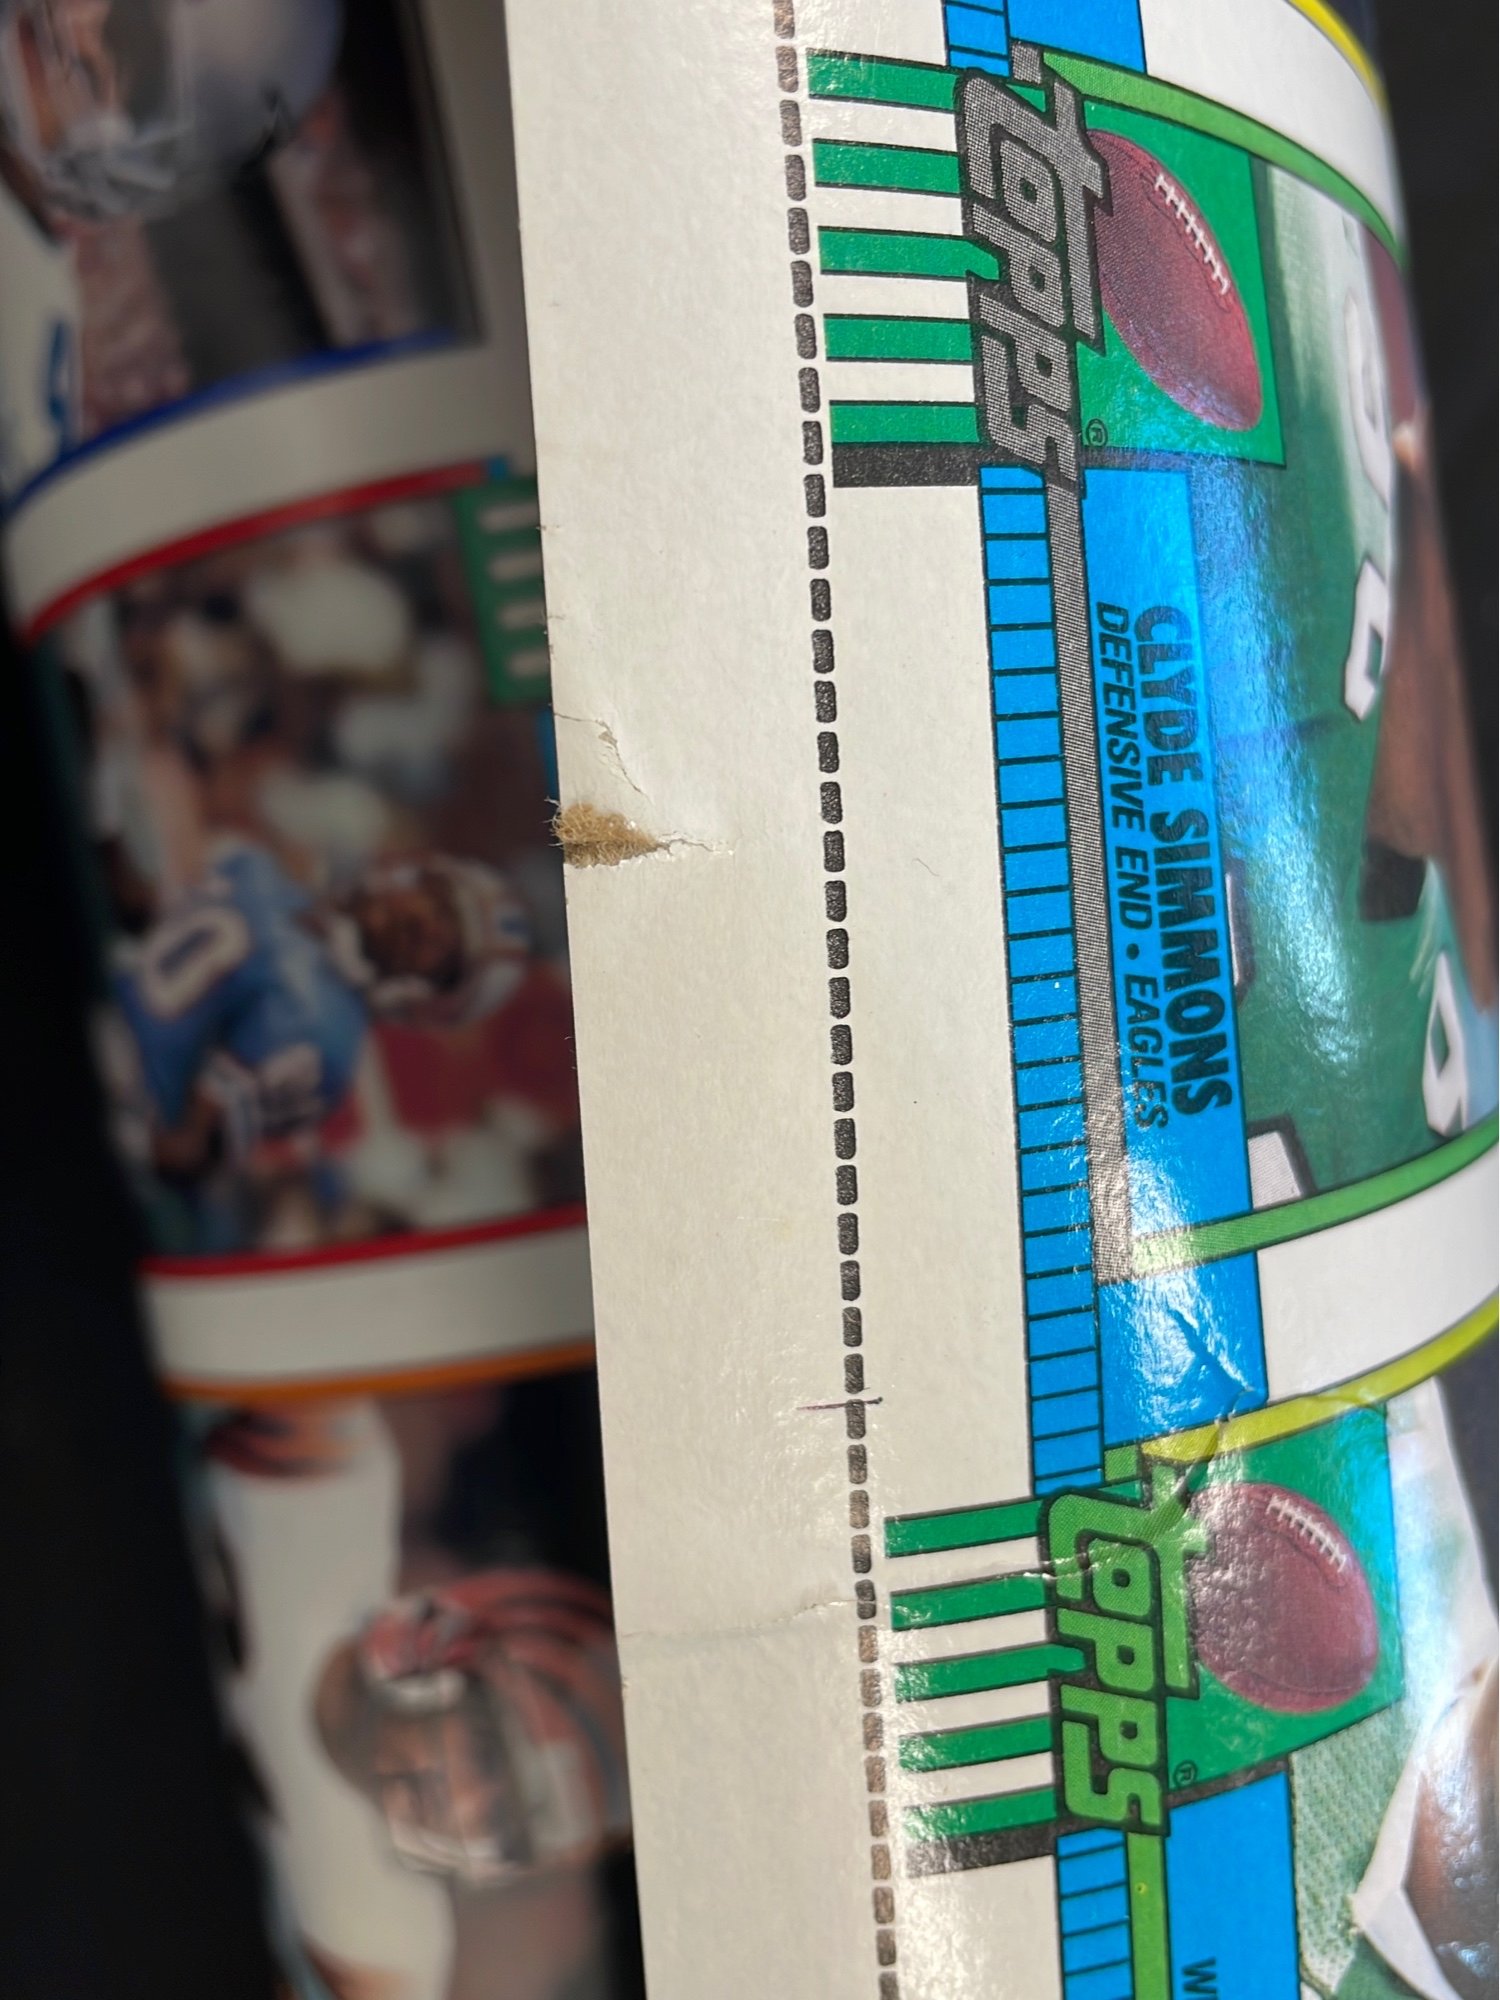 Topps®
CLYDE SIMMONS
DEFENSIVE END • EAGLES
Topps®